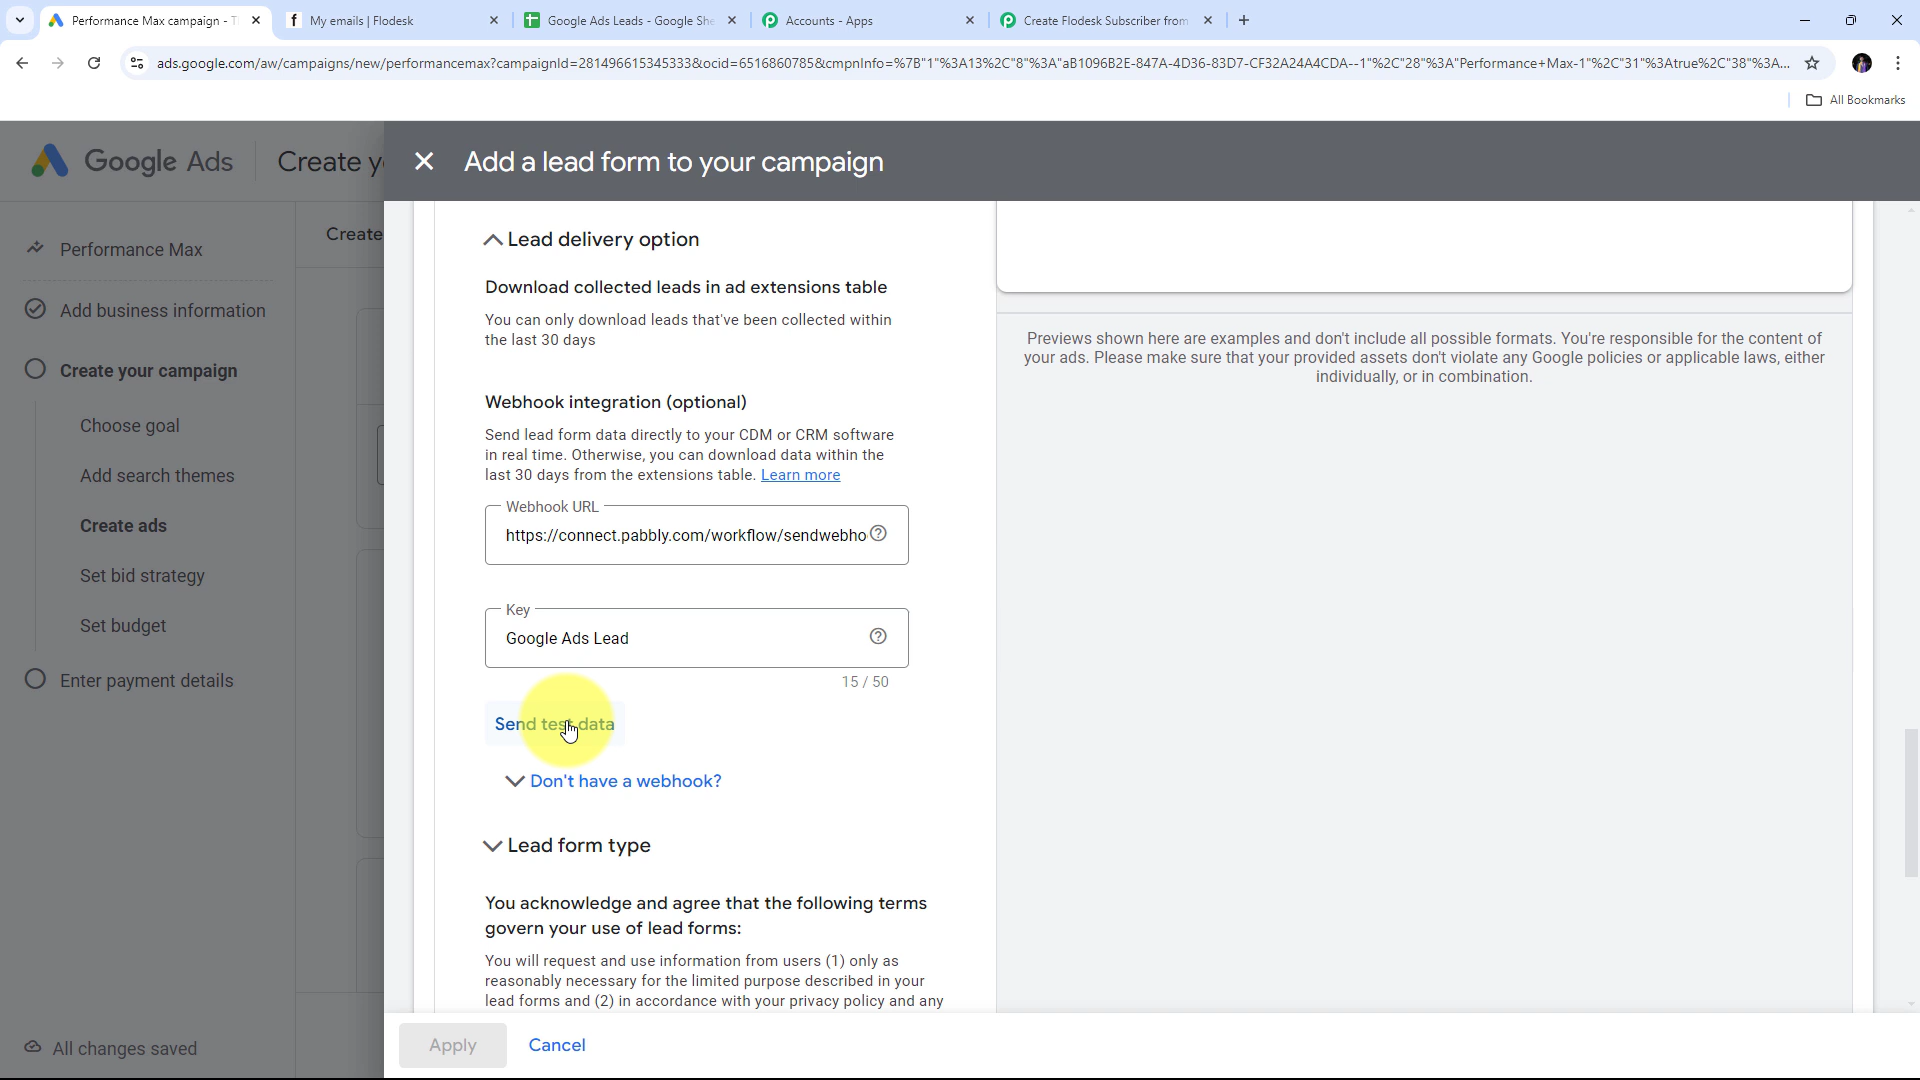 Performance Max campaign - T
My emails | Flodesk
Google Ads Leads - Google She
Accounts - Apps
Create Flodesk Subscriber from
ads.google.com/aw/campaigns/new/performancemax?campaignId=281496615345333&ocid=6516860785&cmpnInfo=%7B"1"%3A13%2C"8"%3A"aB1096B2E-847A-4D36-83D7-CF32A24A4CDA--1"%2C"28"%3A"Performance+Max-1"%2C"31"%3Atrue%2C"38"%3A...
All Bookmarks
Google Ads
Create yo
Add a lead form to your campaign
Performance Max
Add business information
Create your campaign
Choose goal
Add search themes
Create ads
Set bid strategy
Set budget
Enter payment details
All changes saved
Create
Lead delivery option
Download collected leads in ad extensions table
You can only download leads that've been collected within
the last 30 days
Webhook integration (optional)
Send lead form data directly to your CDM or CRM software
in real time. Otherwise, you can download data within the
last 30 days from the extensions table. Learn more
Webhook URL
https://connect.pabbly.com/workflow/sendwebho
Key
Google Ads Lead
15 / 50
Send test data
Don't have a webhook?
Lead form type
You acknowledge and agree that the following terms
govern your use of lead forms:
You will request and use information from users (1) only as
reasonably necessary for the limited purpose described in your
lead forms and (2) in accordance with your privacy policy and any
Apply
Cancel
Previews shown here are examples and don't include all possible formats. You're responsible for the content of
your ads. Please make sure that your provided assets don't violate any Google policies or applicable laws, either
individually, or in combination.